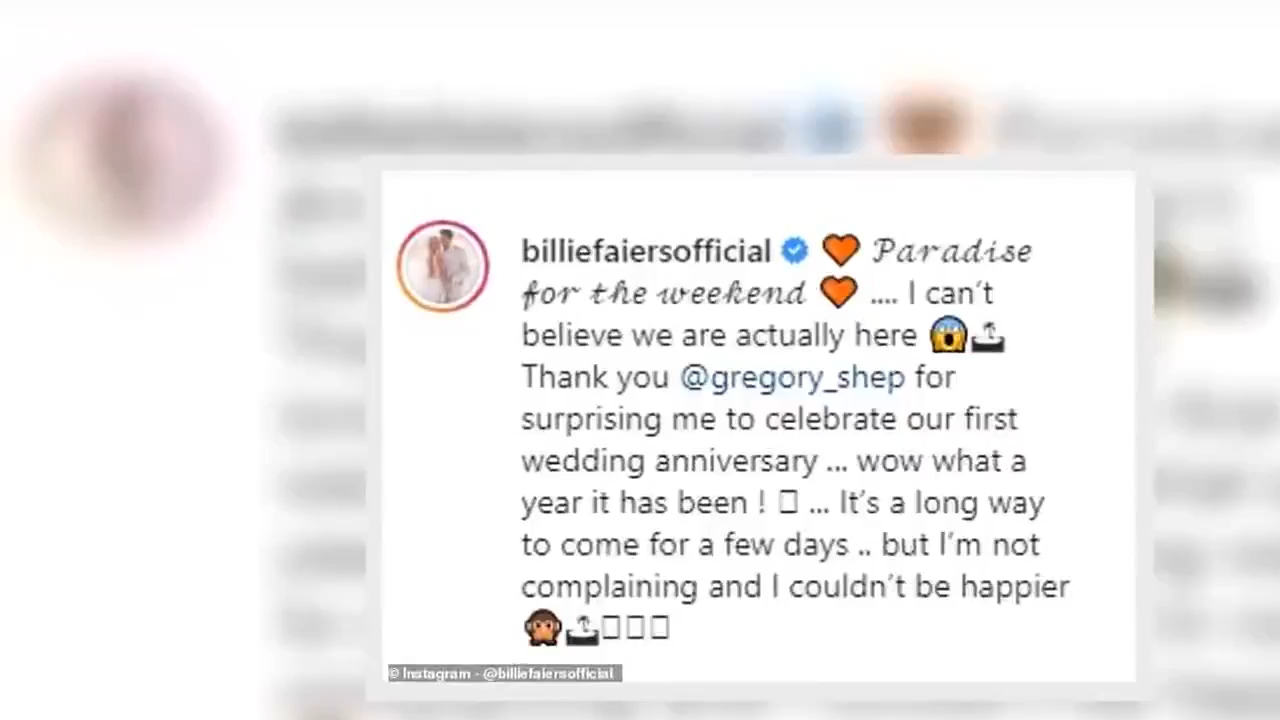 billiefaiersofficial 🧡 𝓟𝓪𝓻𝓪𝓭𝓲𝓼𝓮
𝓯𝓸𝓻 𝓽𝓱𝓮 𝔀𝓮𝓮𝓴𝓮𝓷𝓭 🧡 .... I can't
believe we are actually here 😱🏝
Thank you @gregory_shep for
surprising me to celebrate our first
wedding anniversary ... wow what a
year it has been ! □ ... It's a long way
to come for a few days .. but I'm not
complaining and I couldn't be happier
🙉🏝□□□
© Instagram - @billiefaiersofficial